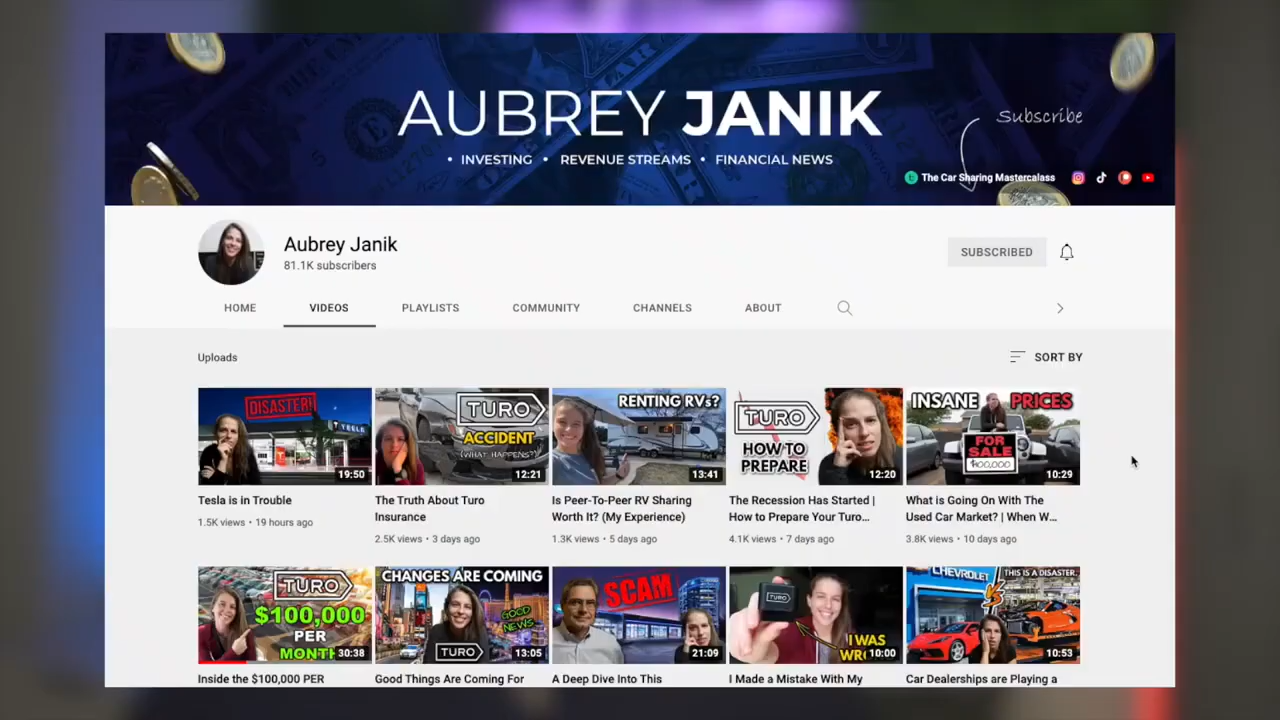 AUBREY JANIK
• INVESTING • REVENUE STREAMS • FINANCIAL NEWS
Subscribe
The Car Sharing Mastercalass
Aubrey Janik
81.1K subscribers
SUBSCRIBED
HOME VIDEOS PLAYLISTS COMMUNITY CHANNELS ABOUT
Uploads
SORT BY
DISASTER!
TESLA
19:50
TURO
ACCIDENT
(WHAT HAPPENS?)
12:21
RENTING RVs?
13:41
TURO
HOW TO
PREPARE
12:20
INSANE PRICES
FOR
SALE
$100,000
10:29
Tesla is in Trouble
1.5K views • 19 hours ago
The Truth About Turo
Insurance
2.5K views • 3 days ago
Is Peer-To-Peer RV Sharing
Worth It? (My Experience)
1.3K views • 5 days ago
The Recession Has Started |
How to Prepare Your Turo...
4.1K views • 7 days ago
What is Going On With The
Used Car Market? | When W...
3.8K views • 10 days ago
TURO
$100,000
PER
MONTH
30:38
CHANGES ARE COMING
GOOD
NEWS
TURO
13:05
SCAM
21:09
TURO
I WAS
WRO
10:00
CHEVROLET
THIS IS A DISASTER.
VS
10:53
Inside the $100,000 PER
Good Things Are Coming For
A Deep Dive Into This
I Made a Mistake With My
Car Dealerships are Playing a